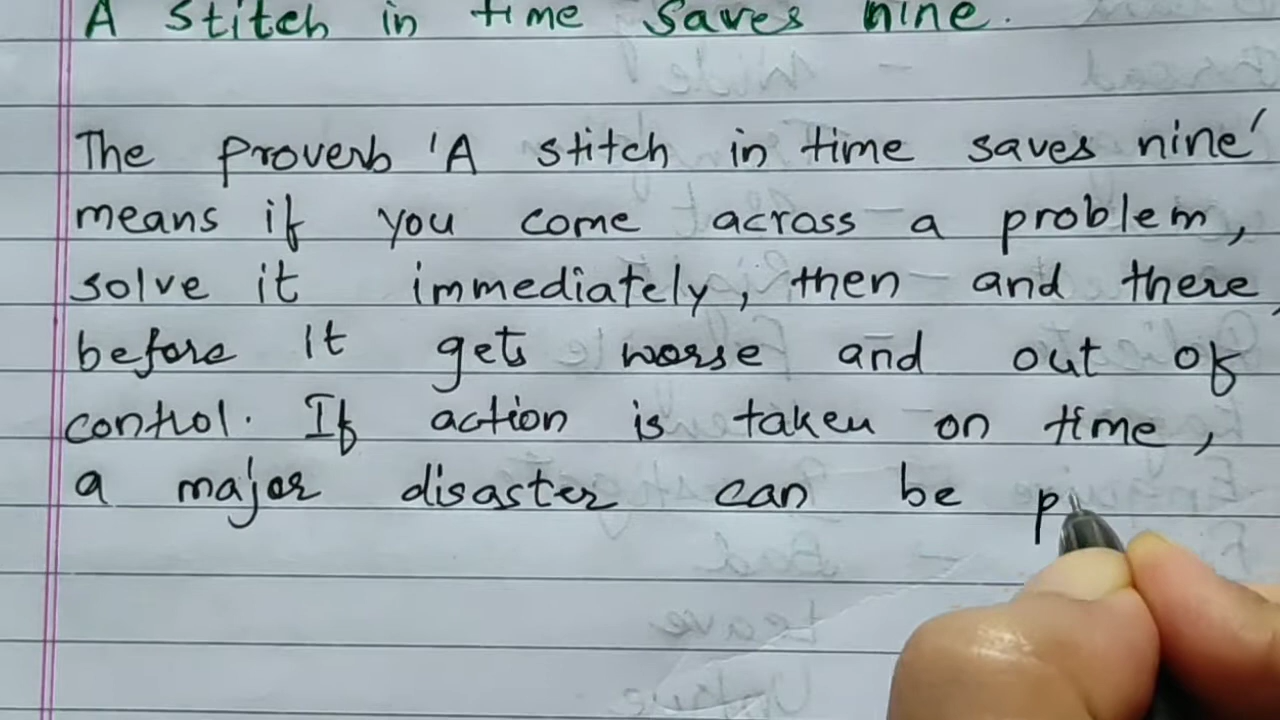 A stitch in time saves nine.
The proverb 'A stitch in time saves nine'
means if you come across a problem,
solve it immediately, then and there,
before it gets worse and out of
control. If action is taken on time,
a major disaster can be p